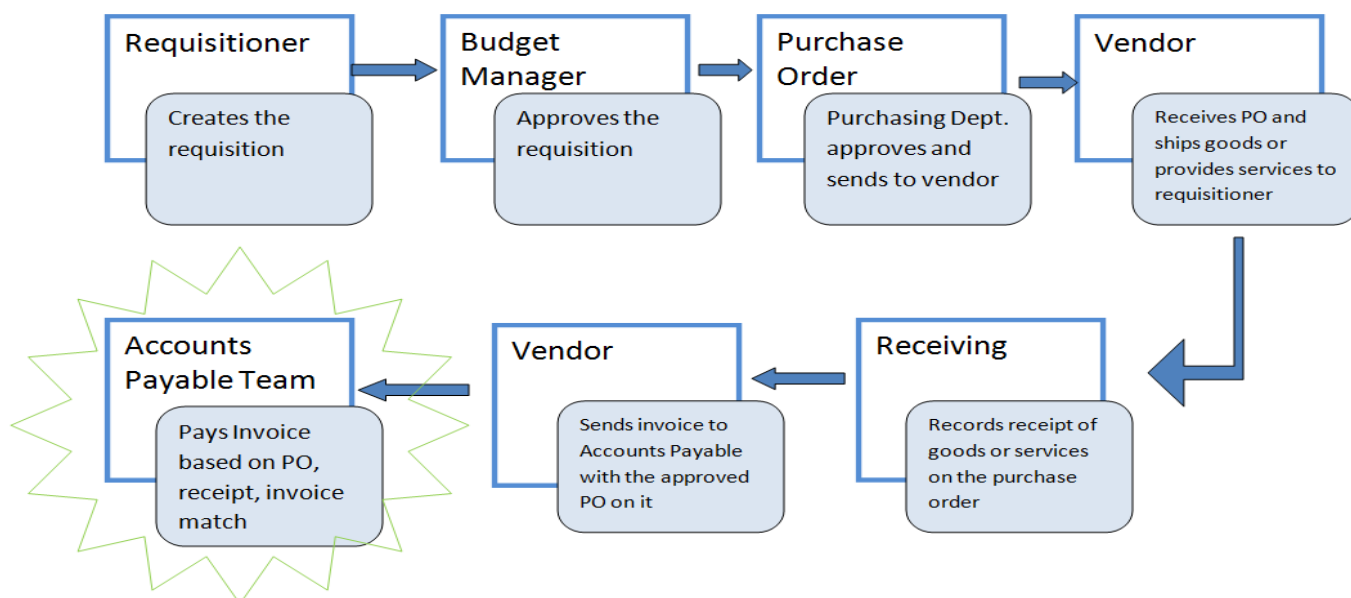 Requisitioner
Creates the
requisition
Budget
Manager
Approves the
requisition
Purchase
Order
Purchasing Dept.
approves and
sends to vendor
Vendor
Receives PO and
ships goods or
provides services to
requisitioner
Receiving
Records receipt of
goods or services
on the purchase
order
Vendor
Sends invoice to
Accounts Payable
with the approved
PO on it
Accounts
Payable Team
Pays Invoice
based on PO,
receipt, invoice
match